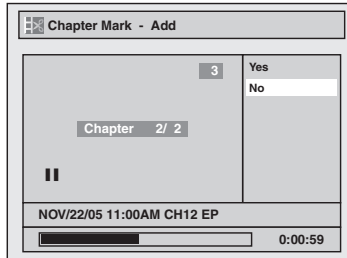 Chapter Mark - Add
3
Yes
No
Chapter 2/ 2
NOV/22/05 11:00AM CH12 EP
0:00:59